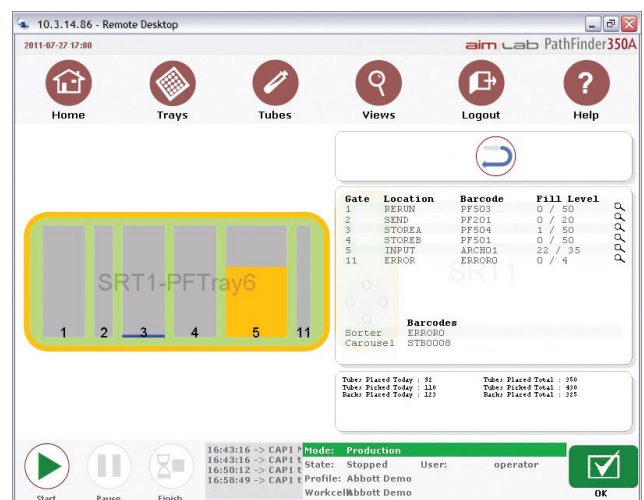 10.3.14.86 - Remote Desktop
2011-07-27 17:00
aim Lab PathFinder350A
Home Trays Tubes Views Logout Help
Gate Location Barcode Fill Level
1 RERUN PF503 0 / 50
2 SEND PF201 0 / 20
3 STOREA PF504 1 / 50
4 STOREB PF501 0 / 50
5 INPUT ARCHO1 22 / 35
11 ERROR ERRORO 0 / 4
SRT1-PFTray6
SRT1
1 2 3 4 5 11
Barcodes
Sorter ERRORO
Carousel STB0008
Tubes Placed Today : 92 Tubes Placed Total : 350
Tubes Picked Today : 110 Tubes Picked Total : 430
Racks Placed Today : 123 Racks Placed Total : 325
16:43:16 -> CAP1 Mode: Production
16:43:16 -> CAP1 t
16:50:12 -> CAP1 t State: Stopped User: operator
16:58:49 -> CAP1 t Profile: Abbott Demo
Workcell: Abbott Demo
Start Pause Finish OK